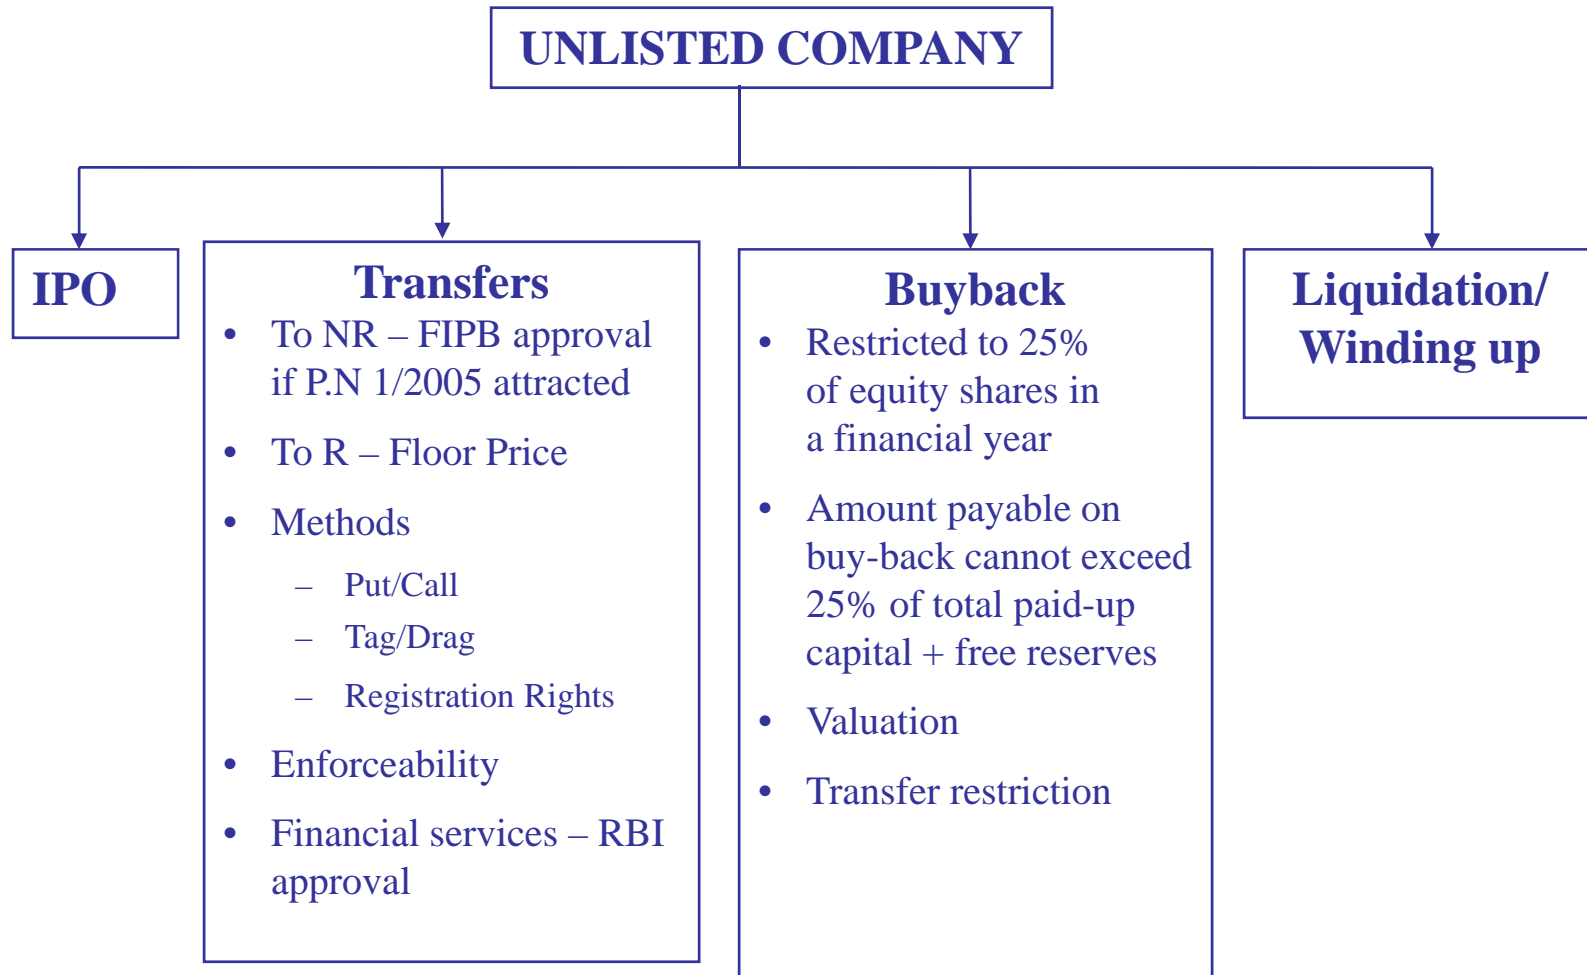 UNLISTED COMPANY
IPO
Transfers
• To NR – FIPB approval
if P.N 1/2005 attracted
• To R – Floor Price
• Methods
– Put/Call
– Tag/Drag
– Registration Rights
• Enforceability
• Financial services – RBI
approval
Buyback
• Restricted to 25%
of equity shares in
a financial year
• Amount payable on
buy-back cannot exceed
25% of total paid-up
capital + free reserves
• Valuation
• Transfer restriction
Liquidation/
Winding up